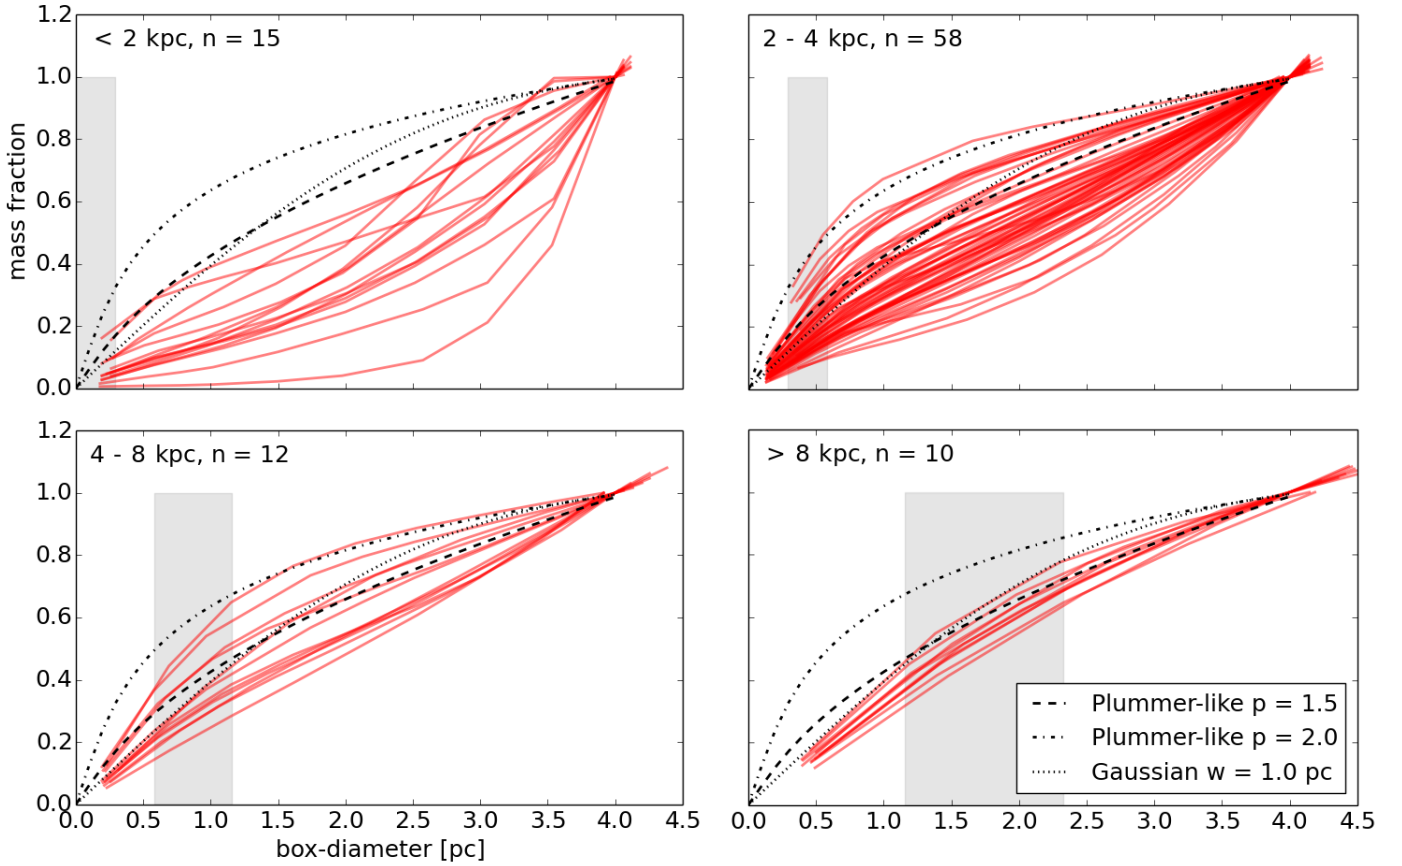 1.2
< 2 kpc, n = 15
1.0
0.8
0.6
0.4
0.2
0.0
mass fraction
2 - 4 kpc, n = 58
1.2
4 - 8 kpc, n = 12
1.0
0.8
0.6
0.4
0.2
0.0
0.0 0.5 1.0 1.5 2.0 2.5 3.0 3.5 4.0 4.5
box-diameter [pc]
> 8 kpc, n = 10
Plummer-like p = 1.5
Plummer-like p = 2.0
Gaussian w = 1.0 pc
0.0 0.5 1.0 1.5 2.0 2.5 3.0 3.5 4.0 4.5